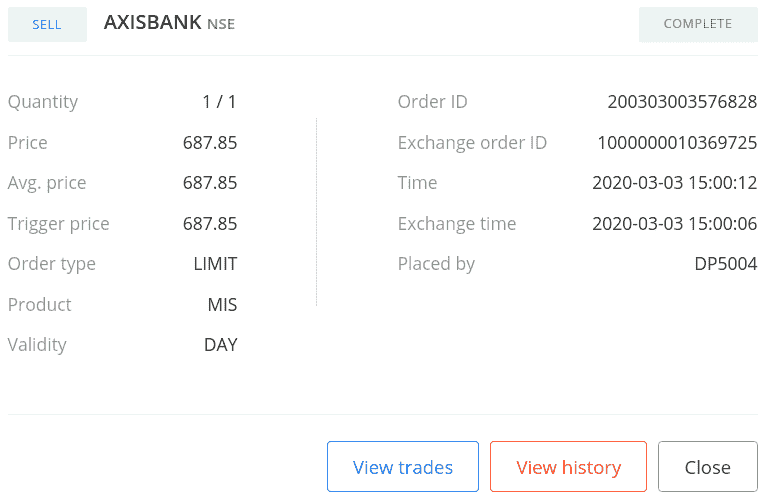 SELL AXISBANK NSE COMPLETE
Quantity 1 / 1 Order ID 200303003576828
Price 687.85 Exchange order ID 1000000010369725
Avg. price 687.85 Time 2020-03-03 15:00:12
Trigger price 687.85 Exchange time 2020-03-03 15:00:06
Order type LIMIT Placed by DP5004
Product MIS
Validity DAY
View trades View history Close